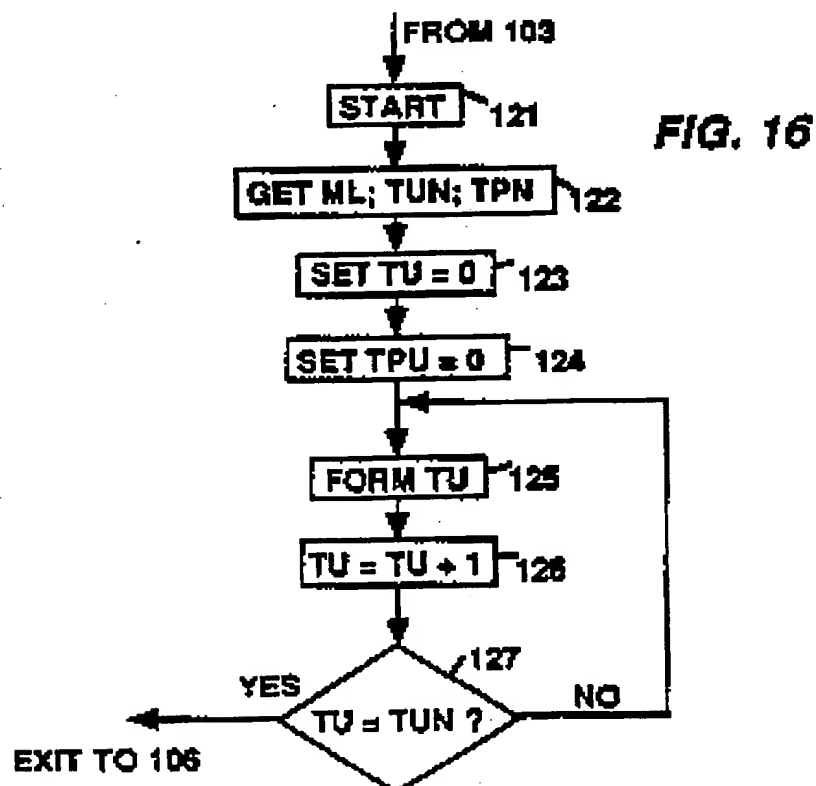 FROM 103
START 121
FIG. 16
GET ML; TUN; TPN 122
SET TU = 0 123
SET TPU = 0 124
FORM TU 125
TU = TU + 1 126
127
YES
TU = TUN ?
NO
EXIT TO 106